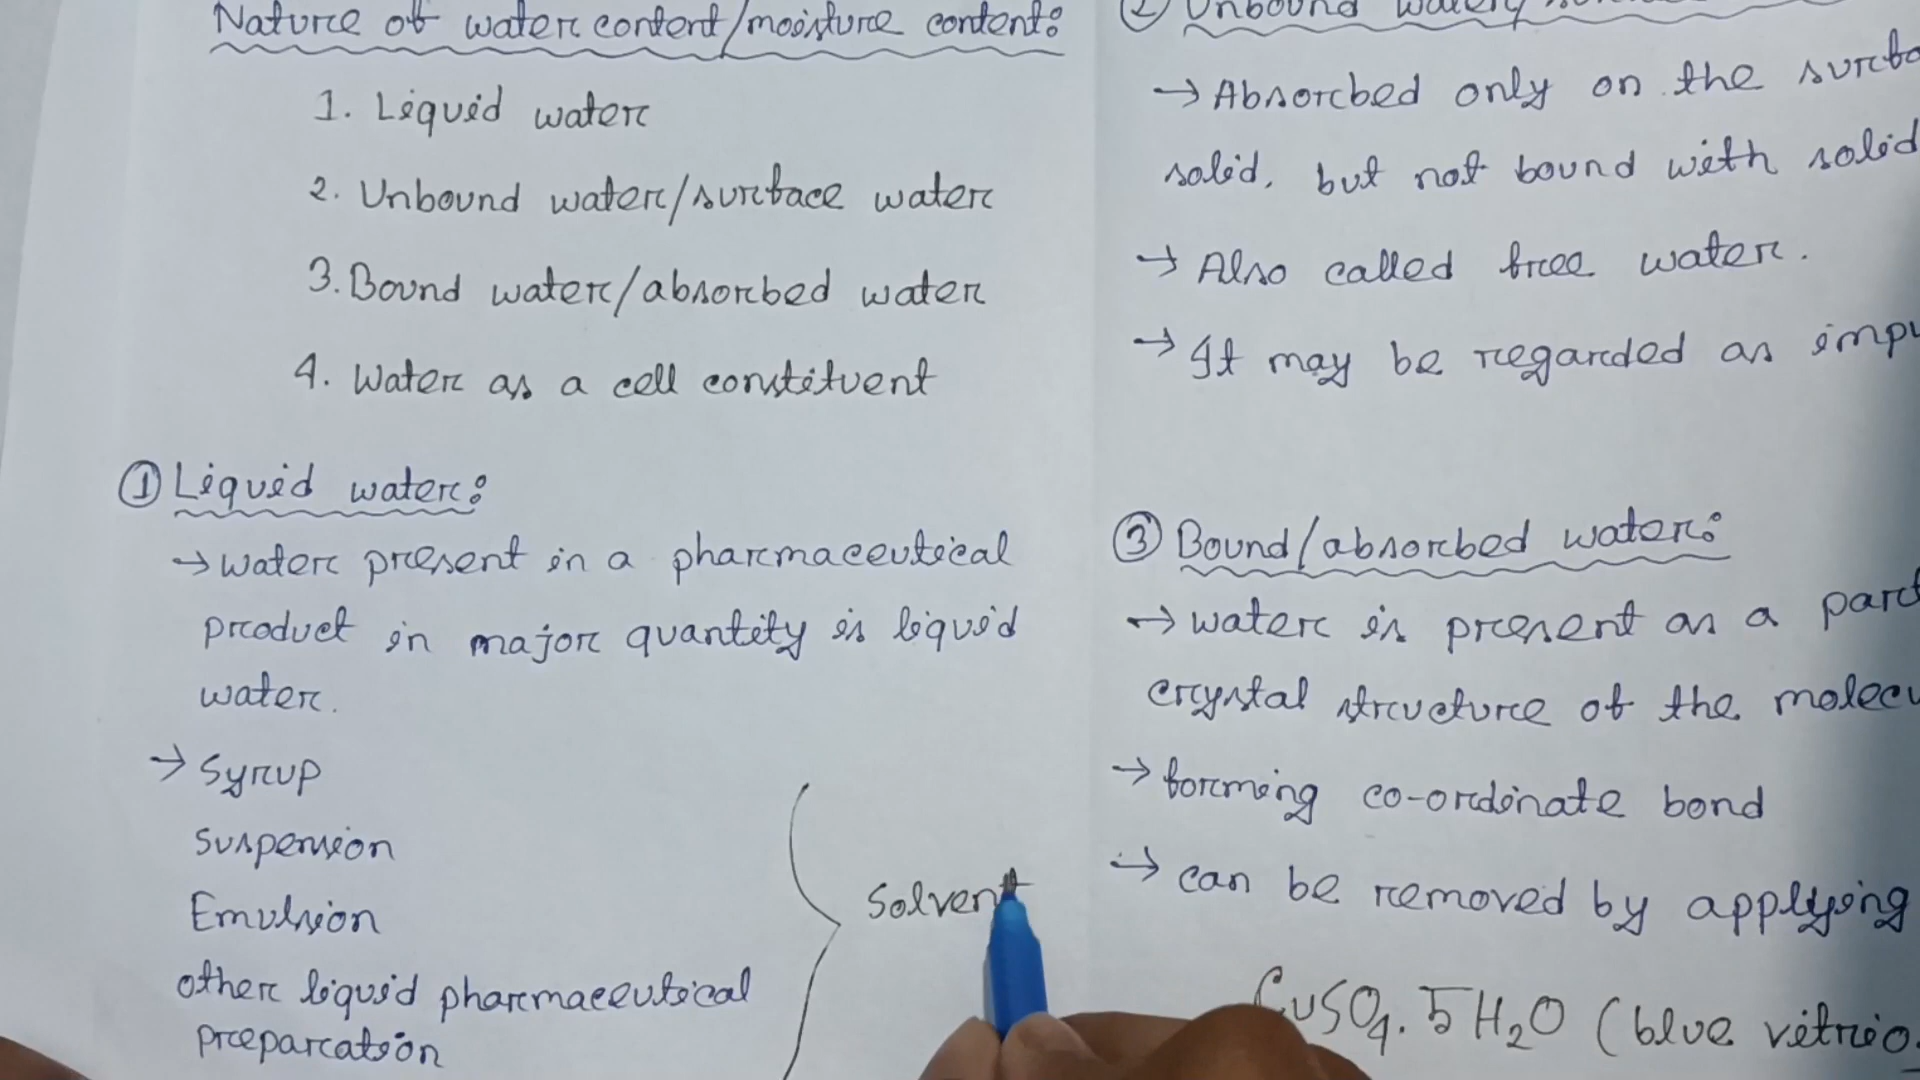 Nature of water content/moisture content:
1. Liquid water
2. Unbound water/surface water
3. Bound water/absorbed water
4. Water as a cell constituent
① Liquid water:
→ water present in a pharmaceutical
product in major quantity is liquid
water.
→ Syrup
Suspension
Emulsion
other liquid pharmaceutical
preparation
Solvent
② Unbound water/
→ Absorbed only on the
solid, but not bound with solid
→ Also called free water.
→ It may be regarded as
③ Bound/absorbed water:
→ water is present as a
crystal structure of the
→ forming co-ordinate bond
→ can be removed by applying
CuSO4.5H2O (blue